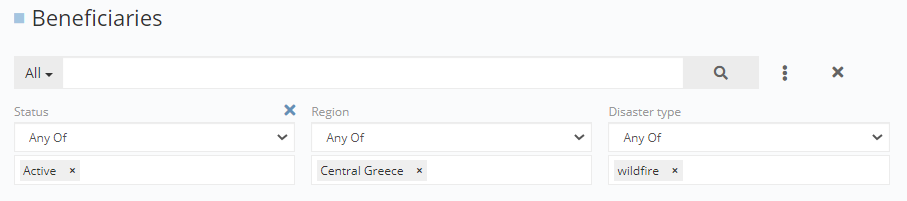 Beneficiaries
All
Status Region Disaster type
Any Of Any Of Any Of
Active × Central Greece × wildfire ×